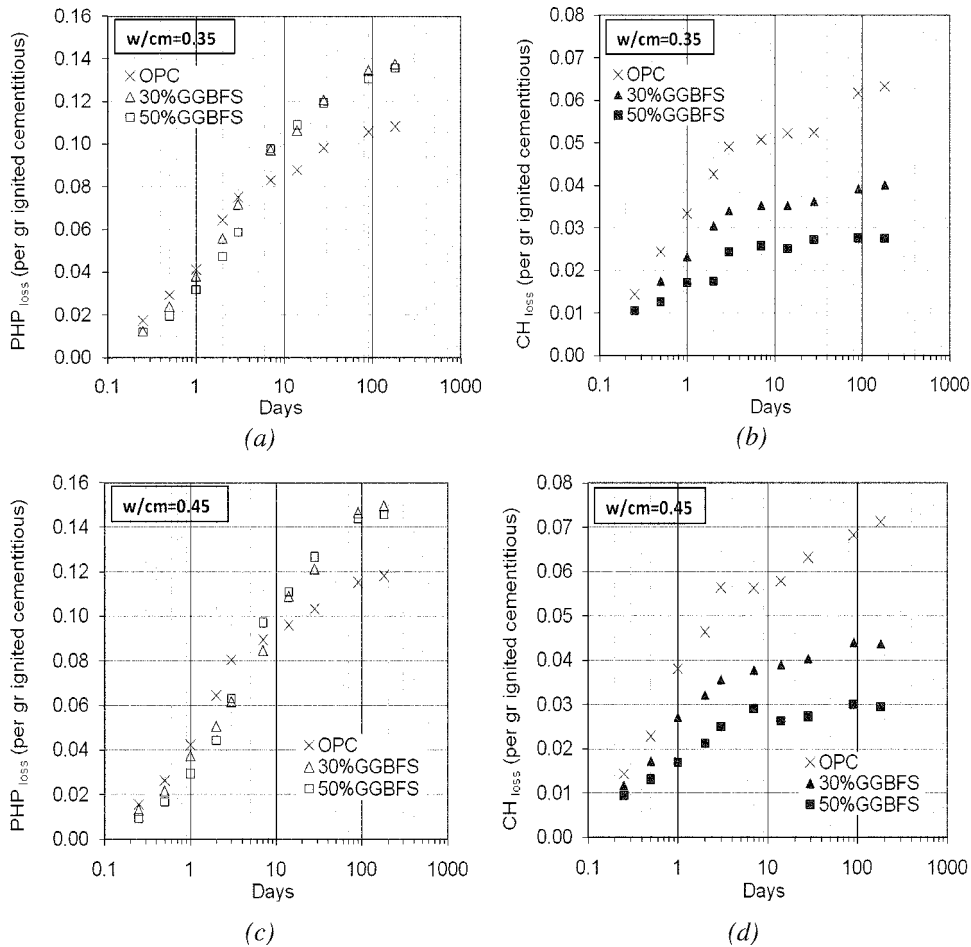 w/cm=0.35
OPC
30%GGBFS
50%GGBFS
PHP loss (per gr ignited cementitious)
0.16
0.14
0.12
0.10
0.08
0.06
0.04
0.02
0.00
0.1 1 10 100 1000
Days
(a)
w/cm=0.35
OPC
30%GGBFS
50%GGBFS
CH loss (per gr ignited cementitious)
0.08
0.07
0.06
0.05
0.04
0.03
0.02
0.01
0.00
0.1 1 10 100 1000
Days
(b)
w/cm=0.45
PHP loss (per gr ignited cementitious)
0.16
0.14
0.12
0.10
0.08
0.06
0.04
0.02
0.00
OPC
30%GGBFS
50%GGBFS
0.1 1 10 100 1000
Days
(c)
w/cm=0.45
CH loss (per gr ignited cementitious)
0.08
0.07
0.06
0.05
0.04
0.03
0.02
0.01
0.00
OPC
30%GGBFS
50%GGBFS
0.1 1 10 100 1000
Days
(d)